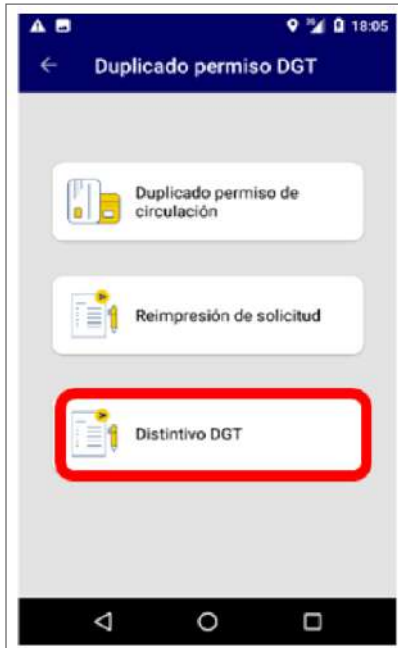 18:05
Duplicado permiso DGT
Duplicado permiso de
circulación
Reimpresión de solicitud
Distintivo DGT